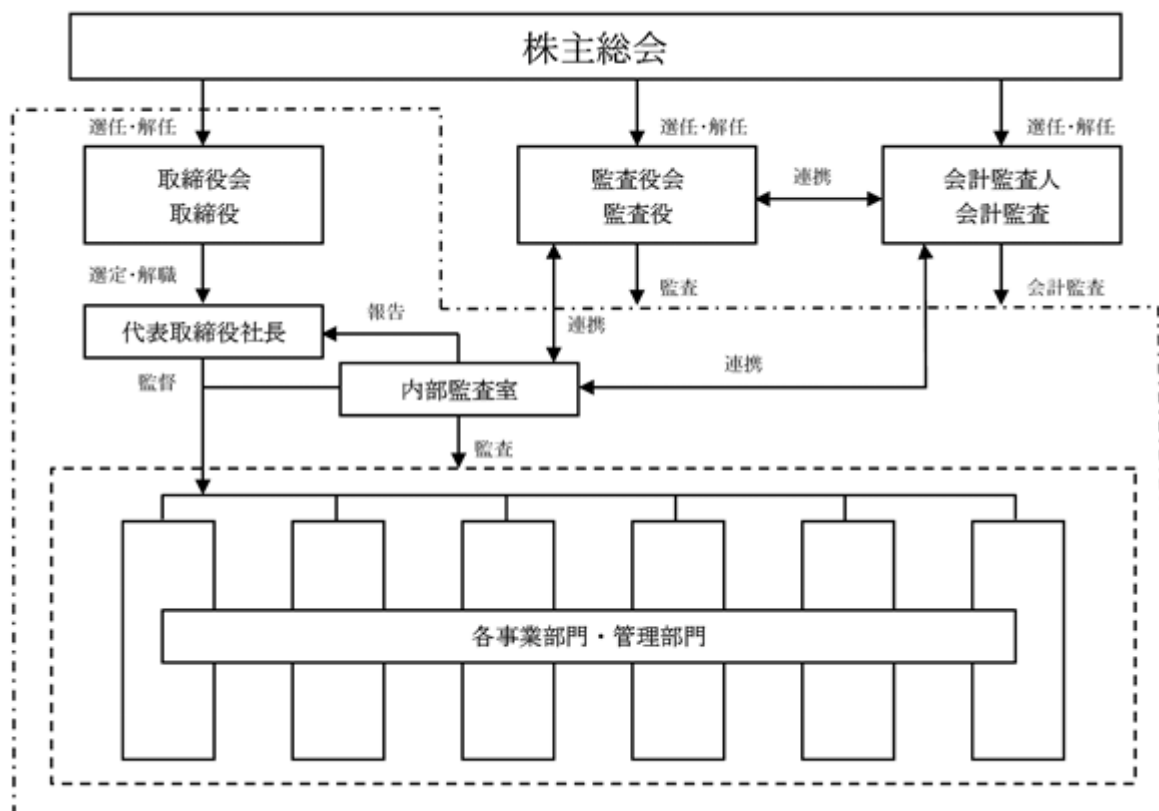 株主総会
選任・解任
選任・解任
選任・解任
取締役会
取締役
監査役会
監査役
連携
会計監査人
会計監査
選定・解職
監査
会計監査
代表取締役社長
報告
連携
監督
内部監査室
連携
監査
各事業部門・管理部門